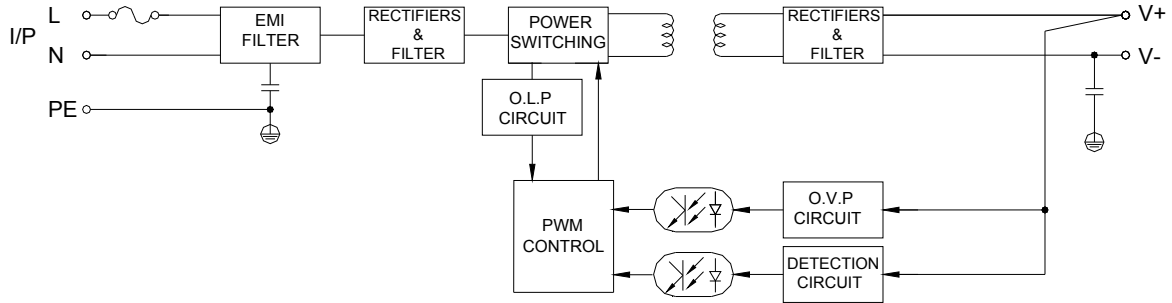 L
I/P
N
PE
EMI
FILTER
RECTIFIERS
&
FILTER
POWER
SWITCHING
RECTIFIERS
&
FILTER
V+
V-
O.L.P
CIRCUIT
PWM
CONTROL
O.V.P
CIRCUIT
DETECTION
CIRCUIT